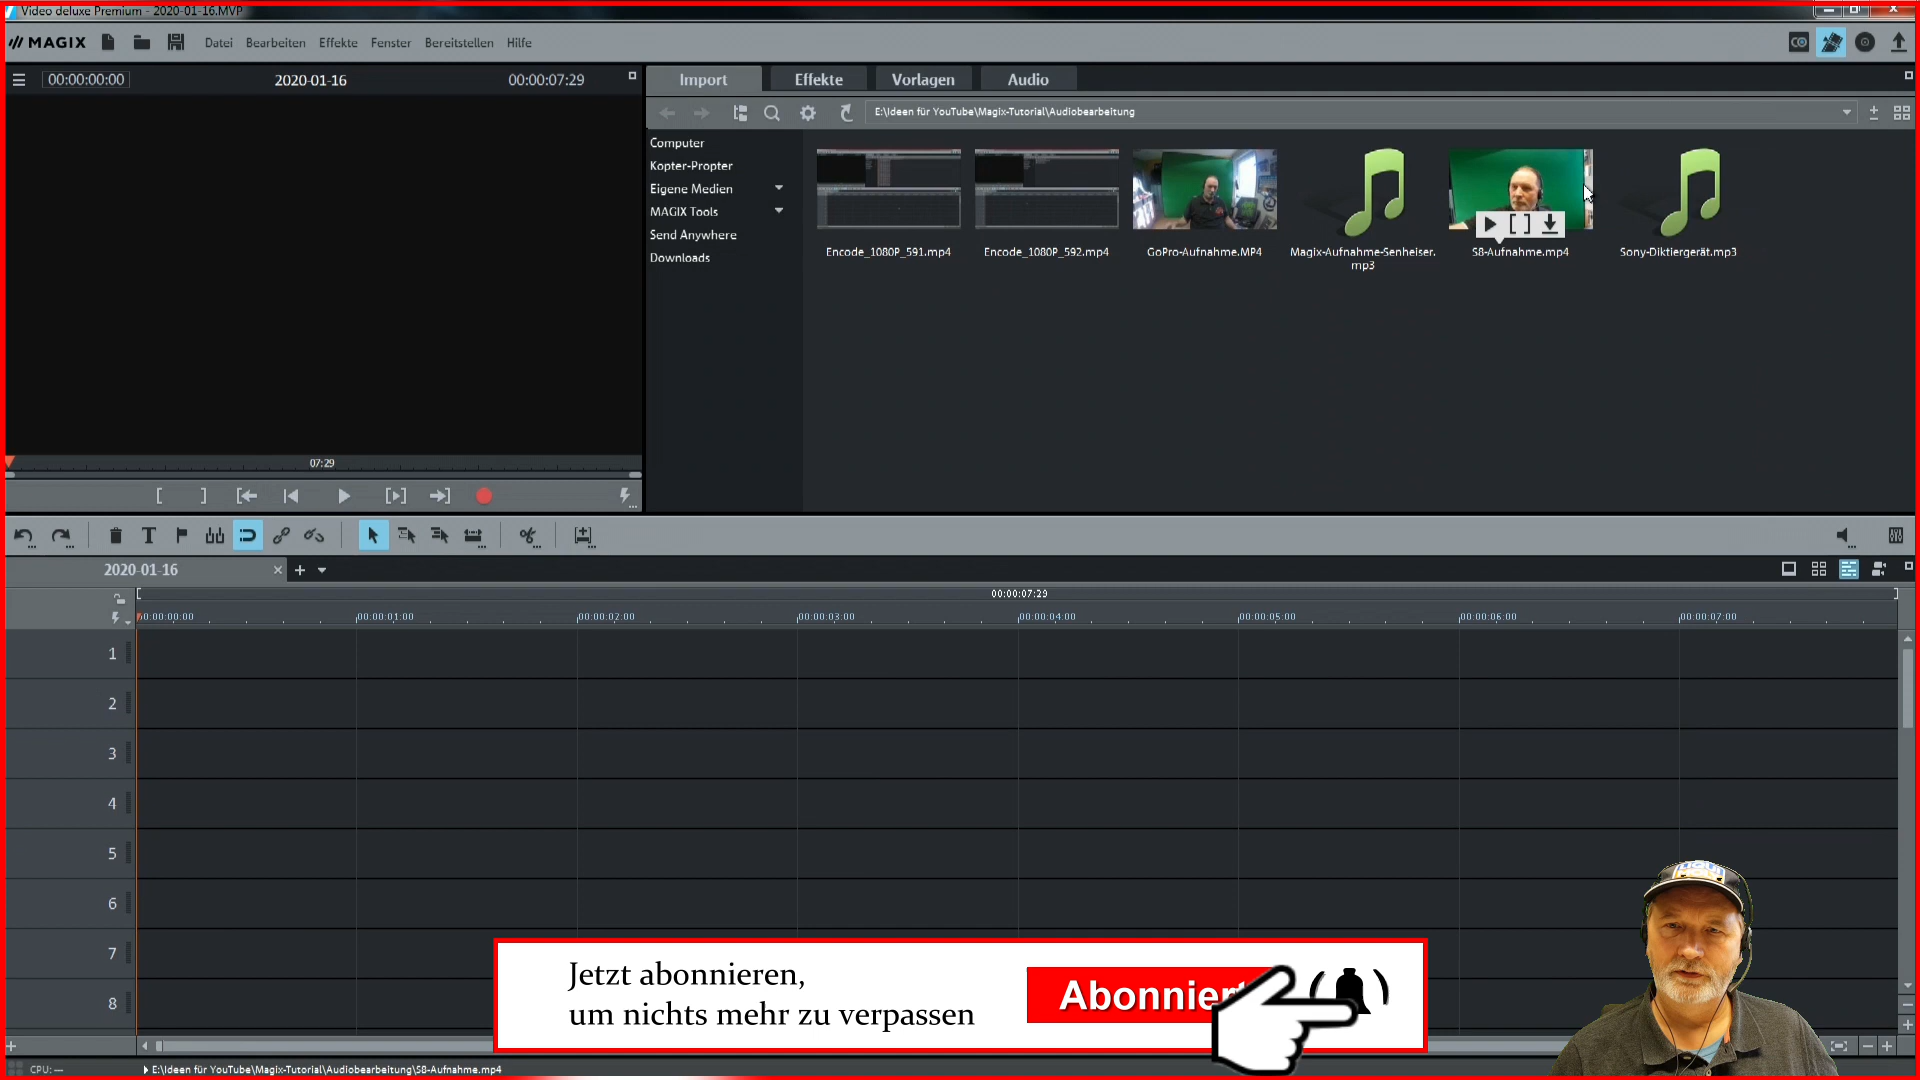 Video deluxe Premium - 2020-01-16.MVP
MAGIX Datei Bearbeiten Effekte Fenster Bereitstellen Hilfe
00:00:00:00 2020-01-16 00:00:07:29
Import Effekte Vorlagen Audio
E:\Ideen für YouTube\Magix-Tutorial\Audiobearbeitung
Computer
Kopter-Propter
Eigene Medien
MAGIX Tools
Send Anywhere
Downloads
Encode_1080P_591.mp4
Encode_1080P_592.mp4
GoPro-Aufnahme.MP4
Magix-Aufnahme-Senheiser.
mp3
S8-Aufnahme.mp4
Sony-Diktiergerät.mp3
07:29
2020-01-16
00:00:07:29
00:00:00:00 00:00:01:00 00:00:02:00 00:00:03:00 00:00:04:00 00:00:05:00 00:00:06:00 00:00:07:00
1
2
3
4
5
6
7
8
Jetzt abonnieren,
um nichts mehr zu verpassen
Abonnier
CPU: —
E:\Ideen für YouTube\Magix-Tutorial\Audiobearbeitung\S8-Aufnahme.mp4